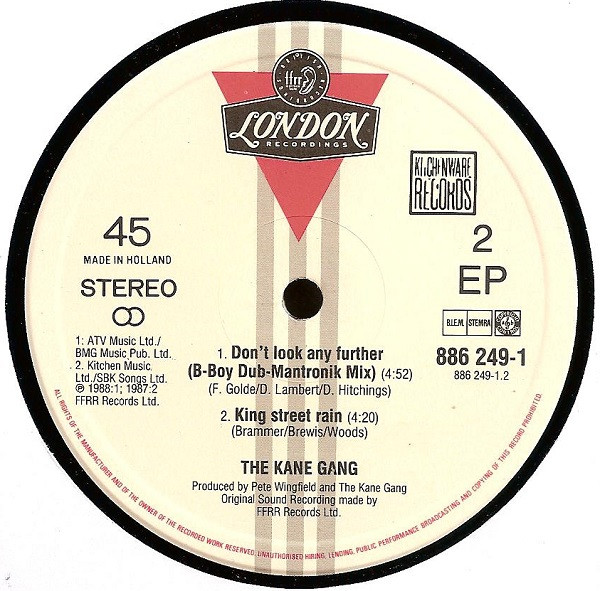 BRITISH
ffrr
LONDON
RECORDINGS
KITCHENWARE
RECORDS
45
MADE IN HOLLAND
STEREO
2
EP
B.I.E.M. STEMRA
886 249-1
886 249-1.2
1: ATV Music Ltd./
BMG Music Pub. Ltd.
2. Kitchen Music
Ltd./SBK Songs Ltd.
℗ 1988:1; 1987:2
FFRR Records Ltd.
1. Don't look any further
(B-Boy Dub-Mantronik Mix) (4:52)
(F. Golde/D. Lambert/D. Hitchings)
2. King street rain (4:20)
(Brammer/Brewis/Woods)
THE KANE GANG
Produced by Pete Wingfield and The Kane Gang
Original Sound Recording made by
FFRR Records Ltd.
ALL RIGHTS OF THE MANUFACTURER AND OF THE OWNER OF THE RECORDED WORK RESERVED. UNAUTHORISED HIRING, LENDING, PUBLIC PERFORMANCE BROADCASTING AND COPYING OF THIS RECORD PROHIBITED.